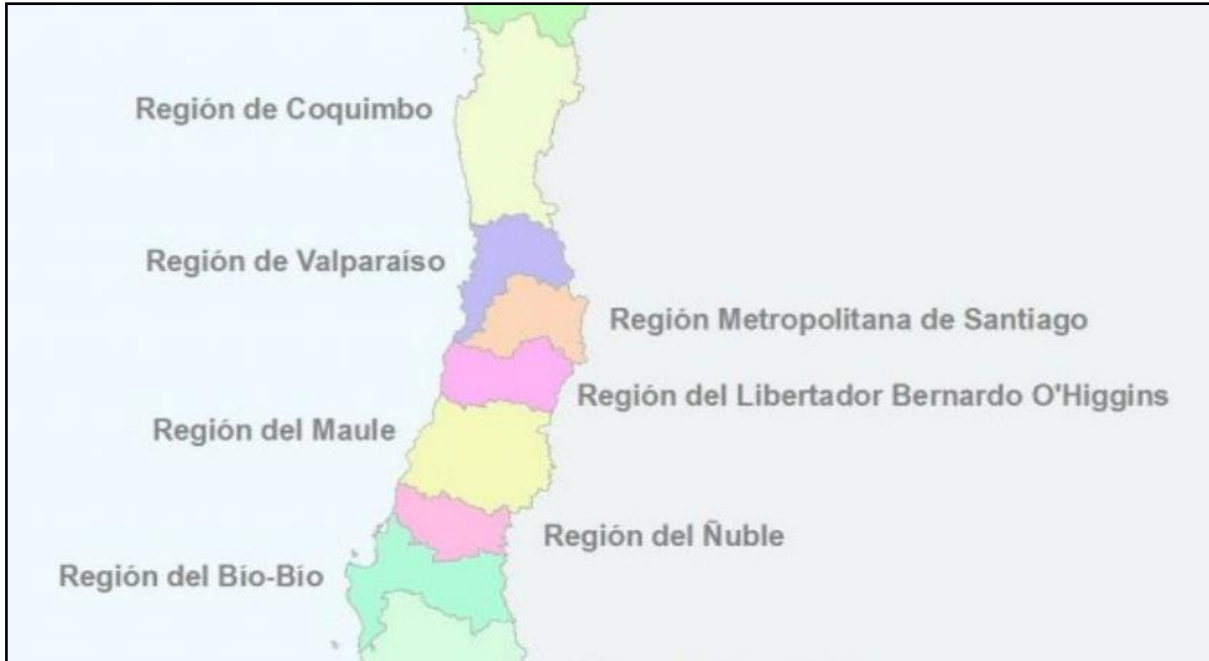 Región de Coquimbo
Región de Valparaíso
Región Metropolitana de Santiago
Región del Libertador Bernardo O'Higgins
Región del Maule
Región del Ñuble
Región del Bío-Bío